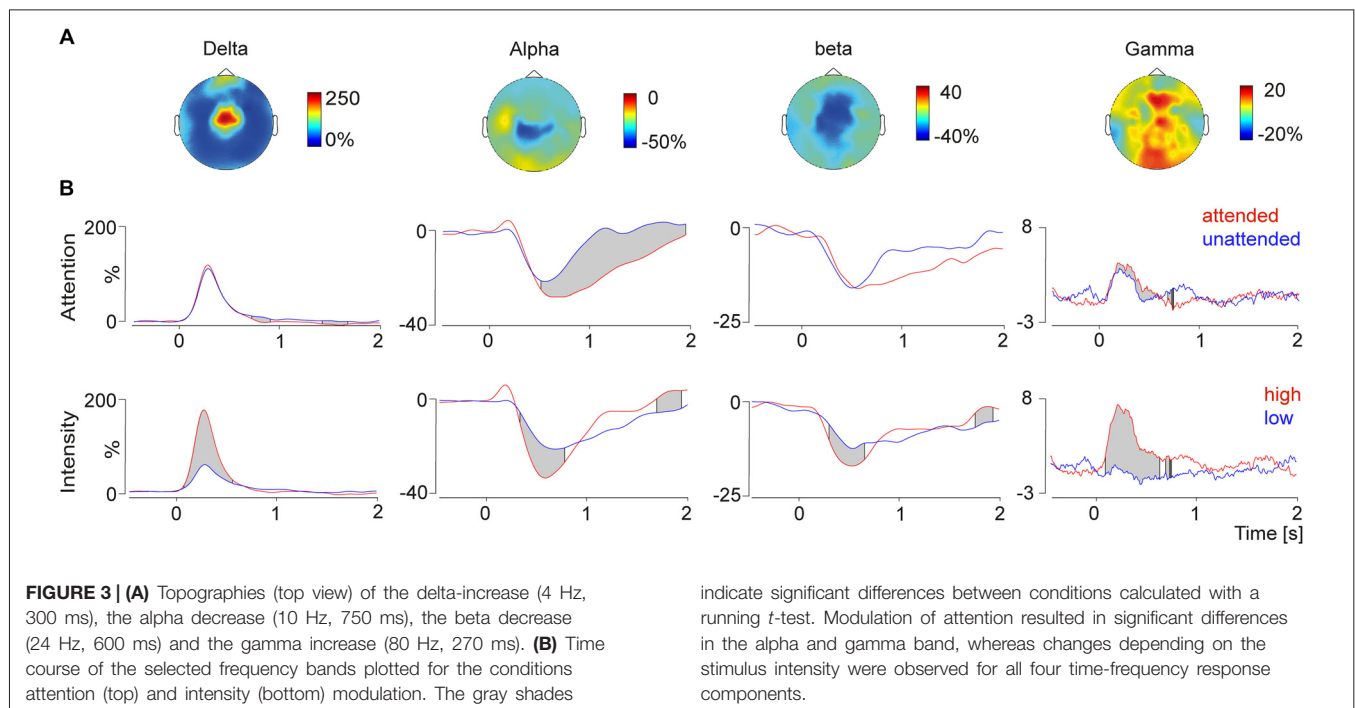 A
Delta
Alpha
beta
Gamma
250
0%
0
-50%
40
-40%
20
-20%
B
Attention
%
200
0
0
1
2
0
-40
0
1
2
0
-25
0
1
2
attended
unattended
8
-3
0
1
2
Intensity
%
200
0
0
1
2
0
-40
0
1
2
0
-25
0
1
2
high
low
8
-3
0
1
2
Time [s]
FIGURE 3 | (A) Topographies (top view) of the delta-increase (4 Hz,
300 ms), the alpha decrease (10 Hz, 750 ms), the beta decrease
(24 Hz, 600 ms) and the gamma increase (80 Hz, 270 ms). (B) Time
course of the selected frequency bands plotted for the conditions
attention (top) and intensity (bottom) modulation. The gray shades
indicate significant differences between conditions calculated with a
running t-test. Modulation of attention resulted in significant differences
in the alpha and gamma band, whereas changes depending on the
stimulus intensity were observed for all four time-frequency response
components.